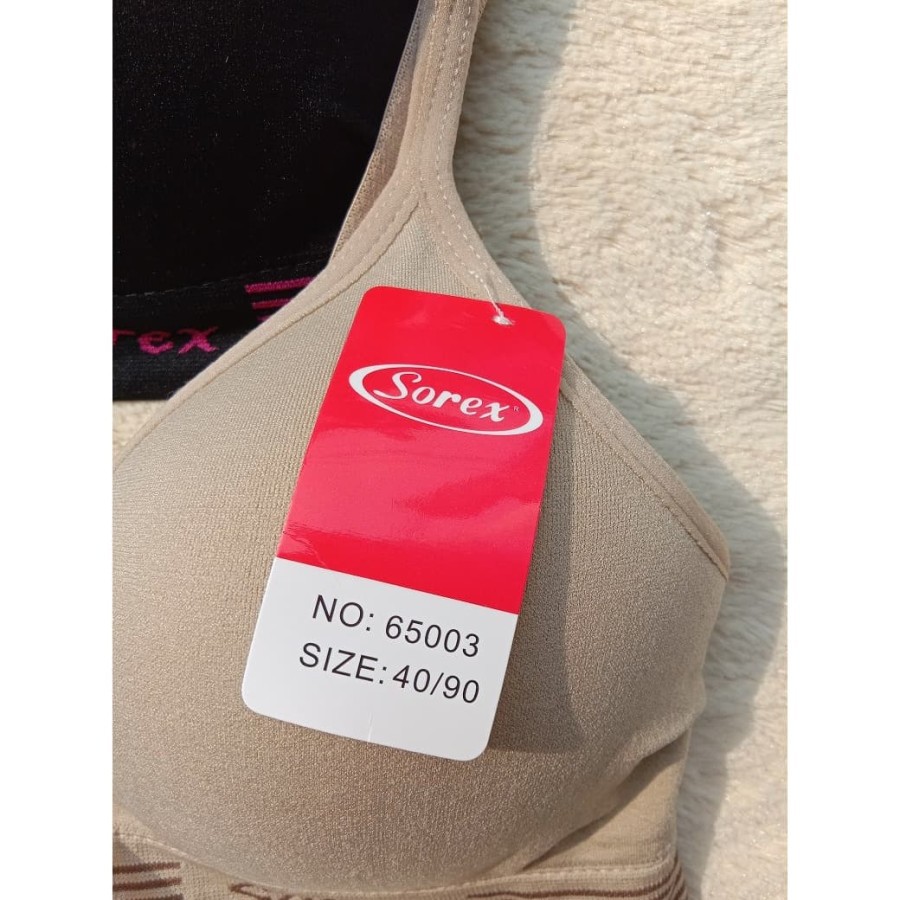 Sorex
NO: 65003
SIZE: 40/90
rex